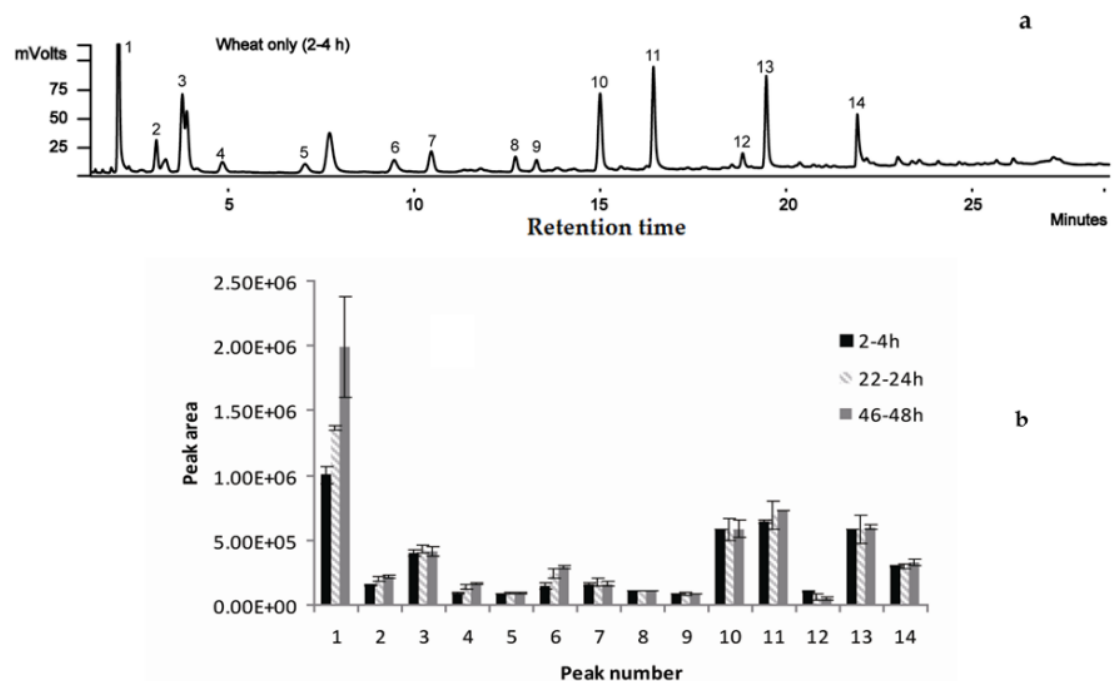 a
mVolts
Wheat only (2-4 h)
75
50
25
1
2
3
4
5
6
7
8
9
10
11
12
13
14
5
10
15
20
25
Minutes
Retention time
2.50E+06
2.00E+06
1.50E+06
1.00E+06
5.00E+05
0.00E+00
Peak area
2-4h
22-24h
46-48h
b
1 2 3 4 5 6 7 8 9 10 11 12 13 14
Peak number